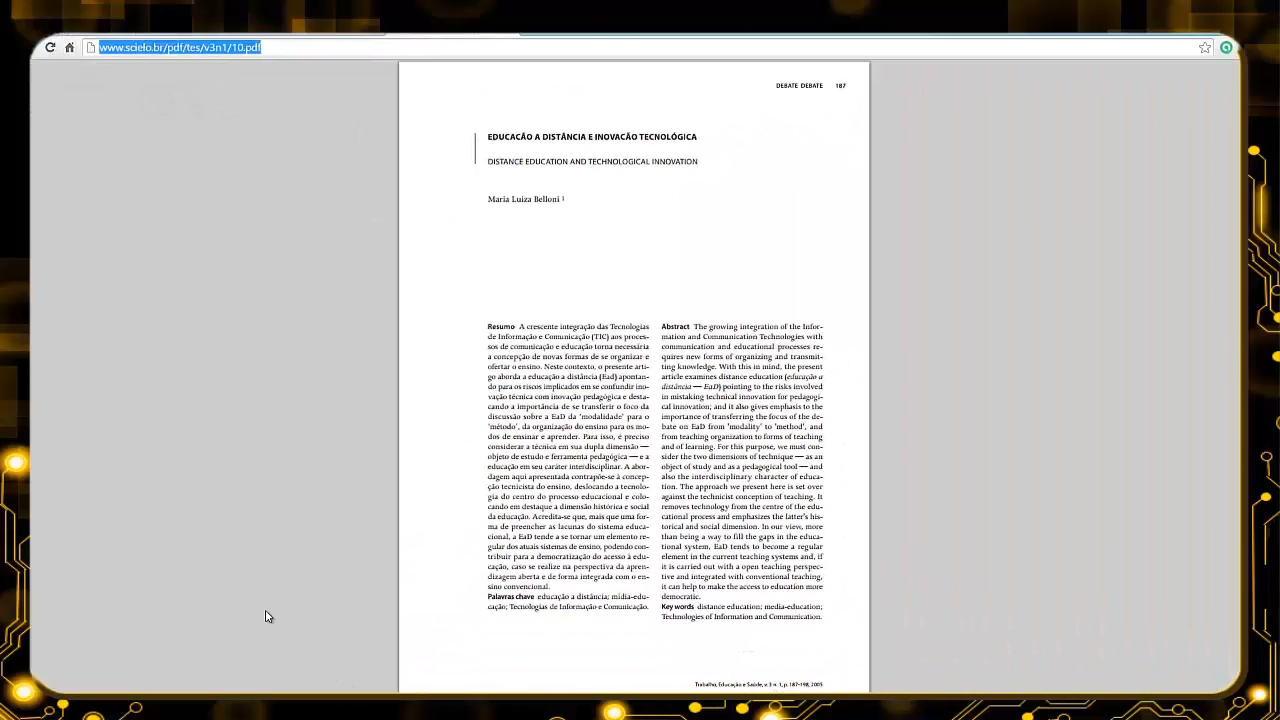 www.scielo.br/pdf/tes/v3n1/10.pdf
DEBATE DEBATE 187
EDUCAÇÃO A DISTÂNCIA E INOVAÇÃO TECNOLÓGICA
DISTANCE EDUCATION AND TECHNOLOGICAL INNOVATION
Maria Luiza Belloni 1
Resumo A crescente integração das Tecnologias
de Informação e Comunicação (TIC) aos proces-
sos de comunicação e educação torna necessária
a concepção de novas formas de se organizar e
ofertar o ensino. Neste contexto, o presente arti-
go aborda a educação a distância (Ead) apontan-
do para os riscos implicados em se confundir ino-
vação técnica com inovação pedagógica e desta-
cando a importância de se transferir o foco da
discussão sobre a EaD da 'modalidade' para o
'método', da organização do ensino para os mo-
dos de ensinar e aprender. Para isso, é preciso
considerar a técnica em sua dupla dimensão —
objeto de estudo e ferramenta pedagógica — e a
educação em seu caráter interdisciplinar. A abor-
dagem aqui apresentada contrapõe-se à concep-
ção tecnicista do ensino, deslocando a tecnolo-
gia do centro do processo educacional e colo-
cando em destaque a dimensão histórica e social
da educação. Acredita-se que, mais que uma for-
ma de preencher as lacunas do sistema educa-
cional, a EaD tende a se tornar um elemento re-
gular dos atuais sistemas de ensino, podendo con-
tribuir para a democratização do acesso à edu-
cação, caso se realize na perspectiva da apren-
dizagem aberta e de forma integrada com o en-
sino convencional.
Palavras chave educação a distância; mídia-edu-
cação; Tecnologias de Informação e Comunicação.
Abstract The growing integration of the Infor-
mation and Communication Technologies with
communication and educational processes re-
quires new forms of organizing and transmit-
ting knowledge. With this in mind, the present
article examines distance education (educação a
distância — EaD) pointing to the risks involved
in mistaking technical innovation for pedagogi-
cal innovation; and it also gives emphasis to the
importance of transferring the focus of the de-
bate on EaD from 'modality' to 'method', and
from teaching organization to forms of teaching
and of learning. For this purpose, we must con-
sider the two dimensions of technique — as an
object of study and as a pedagogical tool — and
also the interdisciplinary character of educa-
tion. The approach we present here is set over
against the technicist conception of teaching. It
removes technology from the centre of the edu-
cational process and emphasizes the latter's his-
torical and social dimension. In our view, more
than being a way to fill the gaps in the educa-
tional system, EaD tends to become a regular
element in the current teaching systems and, if
it is carried out with a open teaching perspec-
tive and integrated with conventional teaching,
it can help to make the access to education more
democratic.
Key words distance education; media-education;
Technologies of Information and Communication.
Trabalho, Educação e Saúde, v. 3 n. 1, p. 187-198, 2005